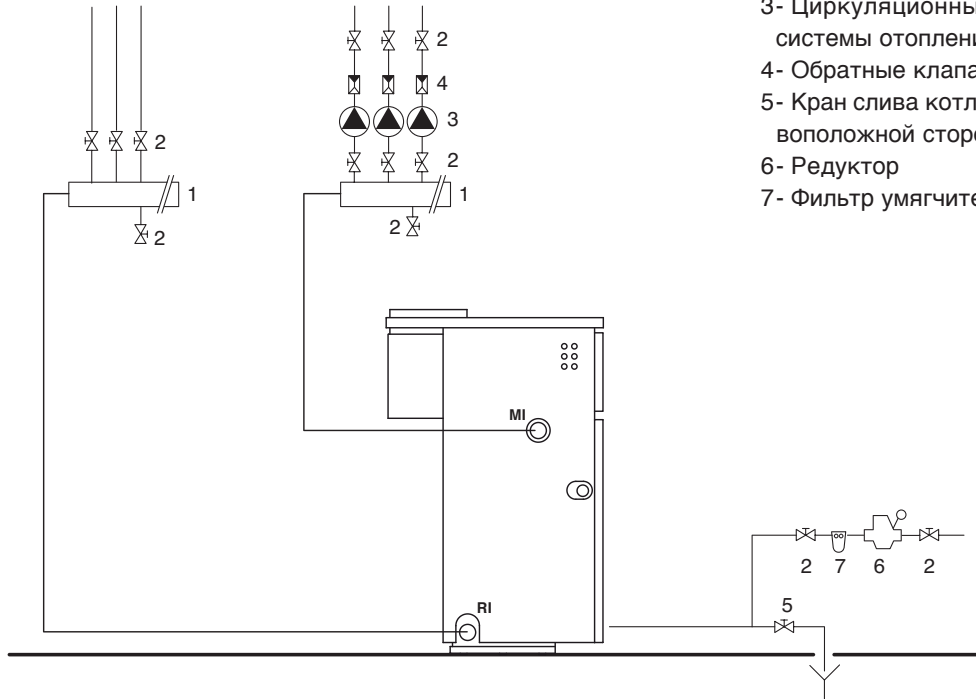 3- Циркуляционны
системы отоплени
4- Обратные клапа
5- Кран слива котл
воположной сторо
6- Редуктор
7- Фильтр умягчите
2
4
3
2
2
1
1
2
2
MI
RI
2 7 6 2
5